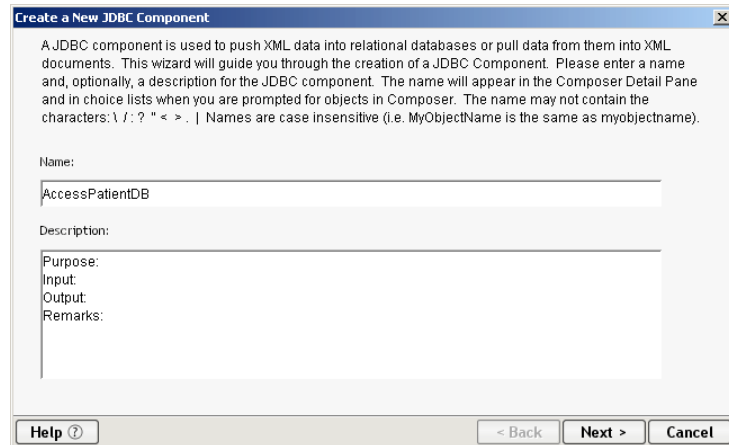 Create a New JDBC Component
A JDBC component is used to push XML data into relational databases or pull data from them into XML
documents. This wizard will guide you through the creation of a JDBC Component. Please enter a name
and, optionally, a description for the JDBC component. The name will appear in the Composer Detail Pane
and in choice lists when you are prompted for objects in Composer. The name may not contain the
characters: \ / : ? " < > . | Names are case insensitive (i.e. MyObjectName is the same as myobjectname).
Name:
AccessPatientDB
Description:
Purpose:
Input:
Output:
Remarks:
Help ? < Back Next > Cancel